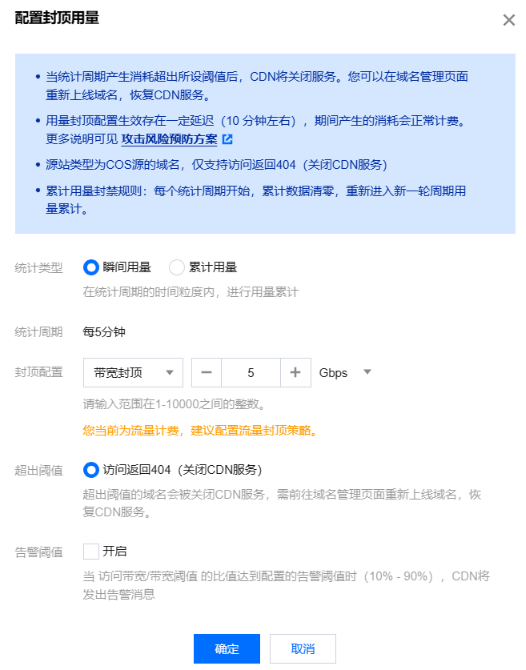 配置封顶用量
当统计周期产生消耗超出所设阈值后，CDN将关闭服务。您可以在域名管理页面
重新上线域名，恢复CDN服务。
用量封顶配置生效存在一定延迟（10 分钟左右），期间产生的消耗会正常计费。
更多说明可见 攻击风险预防方案
源站类型为COS源的域名，仅支持访问返回404（关闭CDN服务）
累计用量封禁规则：每个统计周期开始，累计数据清零，重新进入新一轮周期用
量累计。
统计类型 瞬间用量 累计用量
在统计周期的时间粒度内，进行用量累计
统计周期 每5分钟
封顶配置 带宽封顶 − 5 + Gbps
请输入范围在1-10000之间的整数。
您当前为流量计费，建议配置流量封顶策略。
超出阈值 访问返回404（关闭CDN服务）
超出阈值的域名会被关闭CDN服务，需前往域名管理页面重新上线域名，恢
复CDN服务。
告警阈值 开启
当 访问带宽/带宽阈值 的比值达到配置的告警阈值时（10% - 90%），CDN将
发出告警消息
确定 取消